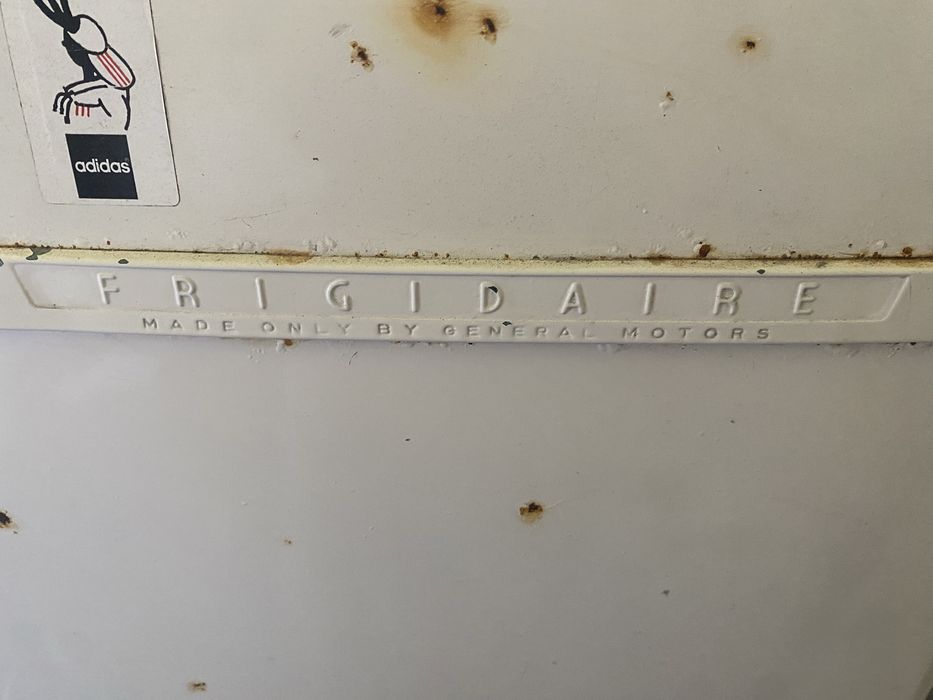 adidas
FRIGIDAIRE
MADE ONLY BY GENERAL MOTORS